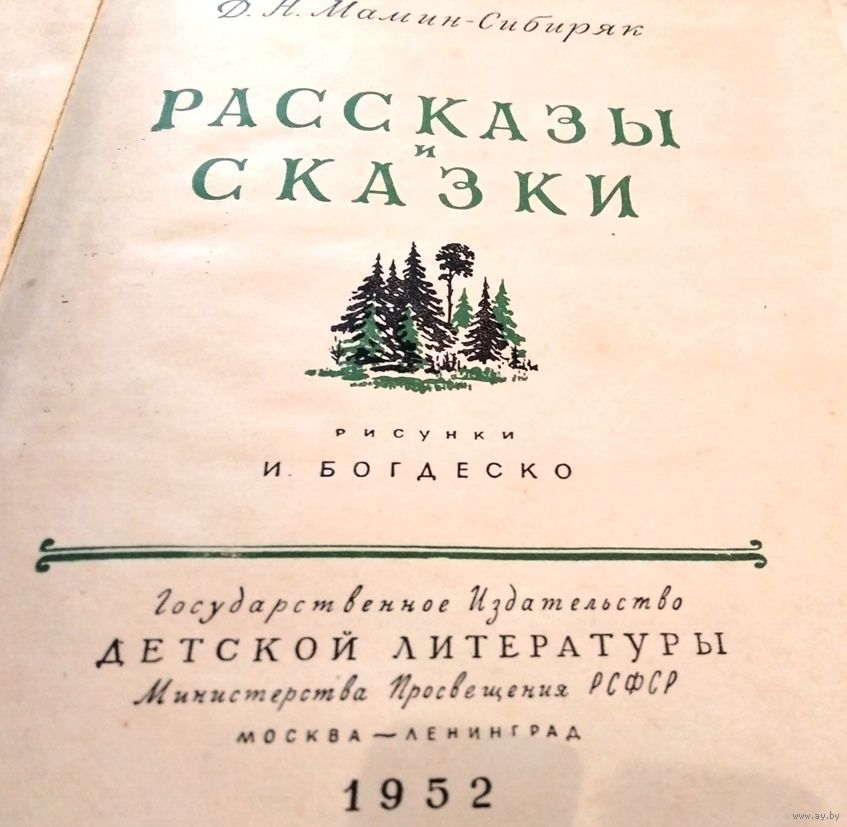 Д. Н. Мамин-Сибиряк
РАССКАЗЫ
И
СКАЗКИ
РИСУНКИ
И. БОГДЕСКО
Государственное Издательство
ДЕТСКОЙ ЛИТЕРАТУРЫ
Министерства Просвещения РСФСР
МОСКВА—ЛЕНИНГРАД
1952
www.ay.by